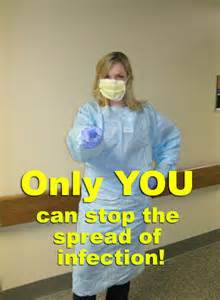 Only YOU
can stop the
spread of
infection!